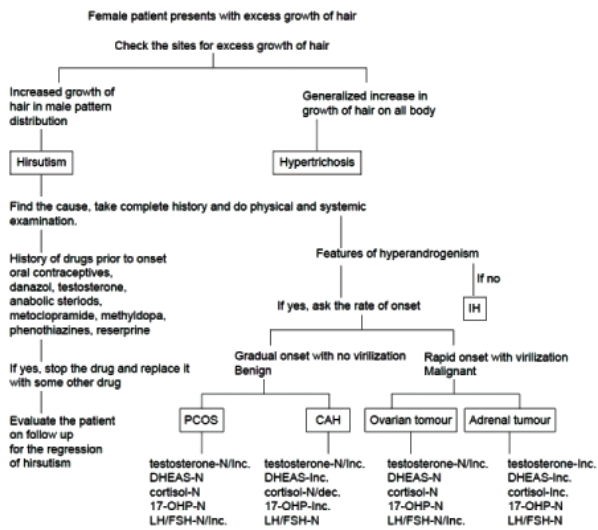 Female patient presents with excess growth of hair
Check the sites for excess growth of hair
Increased growth of
hair in male pattern
distribution
Generalized increase in
growth of hair on all body
Hirsutism
Hypertrichosis
Find the cause, take complete history and do physical and systemic
examination.
History of drugs prior to onset
oral contraceptives,
danazol, testosterone,
anabolic steriods,
metoclopramide, methyldopa,
phenothiazines, reserprine
Features of hyperandrogenism
If no
IH
If yes, ask the rate of onset
If yes, stop the drug and replace it
with some other drug
Gradual onset with no virilization
Benign
Rapid onset with virilization
Malignant
Evaluate the patient
on follow up
for the regression
of hirsutism
PCOS
CAH
Ovarian tomour
Adrenal tumour
testosterone-N/Inc.
DHEAS-N
cortisol-N
17-OHP-N
LH/FSH-N/Inc.
testosterone-N/Inc.
DHEAS-Inc.
cortisol-N/dec.
17-OHP-Inc.
LH/FSH-N
testosterone-N/Inc.
DHEAS-N
cortisol-N
17-OHP-N
LH/FSH-N/Inc.
testosterone-Inc.
DHEAS-Inc.
cortisol-Inc.
17-OHP-N
LH/FSH-N